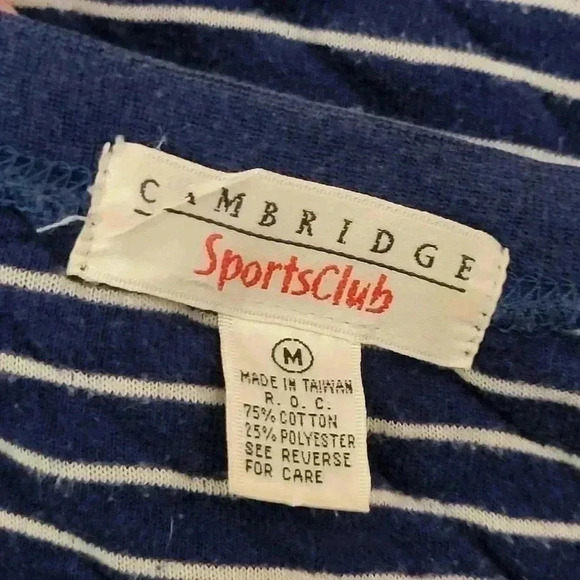 CAMBRIDGE
SportsClub
M
MADE IN TAIWAN
R. O. C.
75% COTTON
25% POLYESTER
SEE REVERSE
FOR CARE